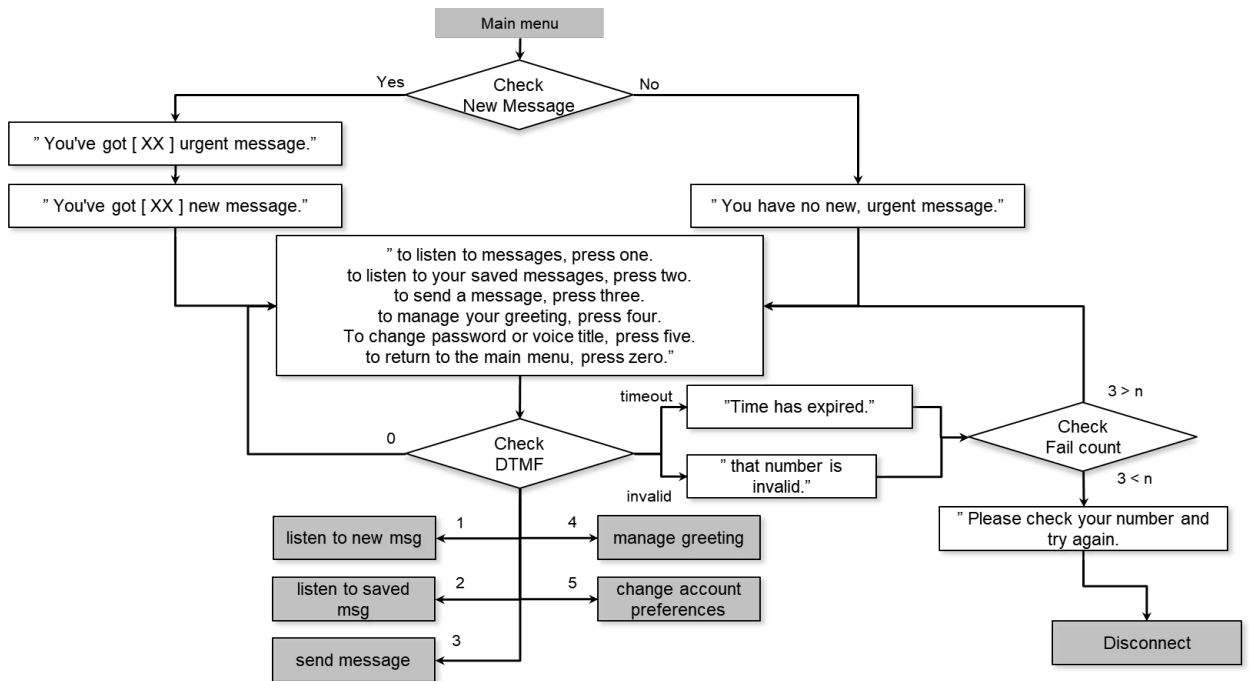 Main menu
Check
New Message
Yes
No
” You've got [ XX ] urgent message.”
” You've got [ XX ] new message.”
” You have no new, urgent message.”
” to listen to messages, press one.
to listen to your saved messages, press two.
to send a message, press three.
to manage your greeting, press four.
To change password or voice title, press five.
to return to the main menu, press zero.”
0
Check
DTMF
timeout
”Time has expired.”
invalid
” that number is
invalid.”
3 > n
Check
Fail count
3 < n
” Please check your number and
try again.
Disconnect
1
listen to new msg
2
listen to saved
msg
3
send message
4
manage greeting
5
change account
preferences